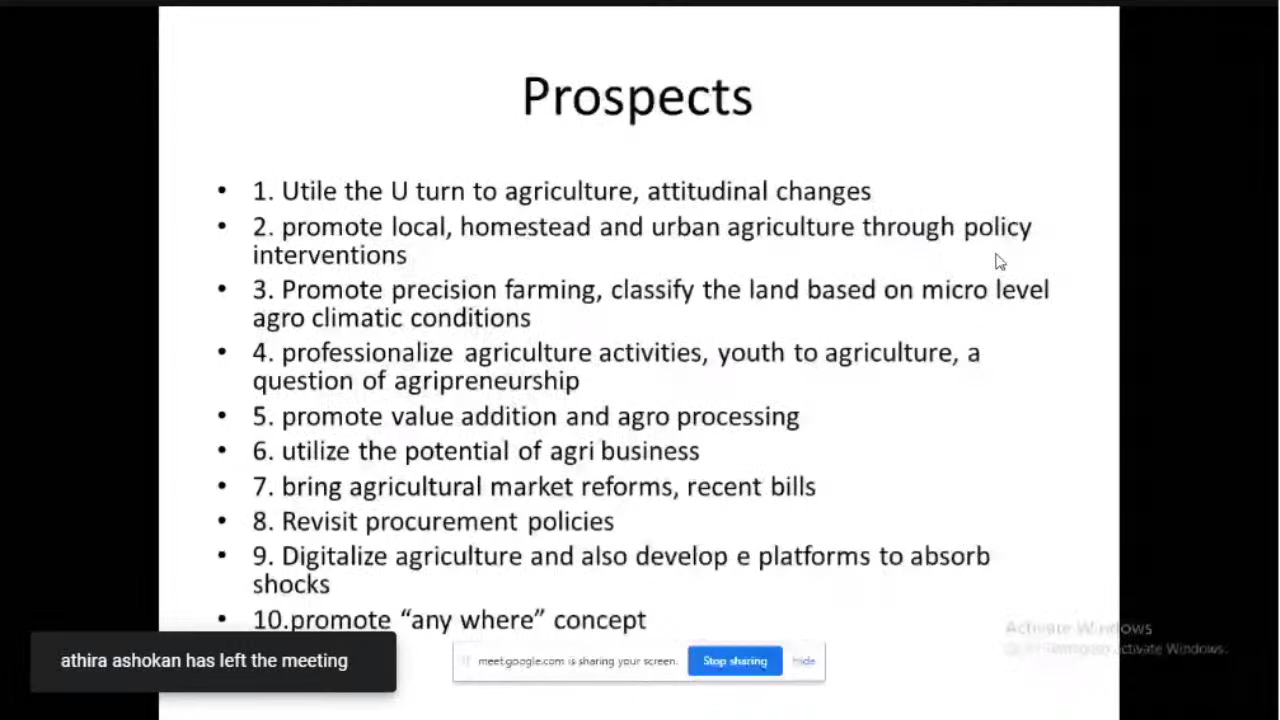 Prospects
• 1. Utile the U turn to agriculture, attitudinal changes
• 2. promote local, homestead and urban agriculture through policy
interventions
• 3. Promote precision farming, classify the land based on micro level
agro climatic conditions
• 4. professionalize agriculture activities, youth to agriculture, a
question of agripreneurship
• 5. promote value addition and agro processing
• 6. utilize the potential of agri business
• 7. bring agricultural market reforms, recent bills
• 8. Revisit procurement policies
• 9. Digitalize agriculture and also develop e platforms to absorb
shocks
• 10.promote “any where” concept
Activate Windows
activate Windows.
athira ashokan has left the meeting
meet.google.com is sharing your screen. Stop sharing hide